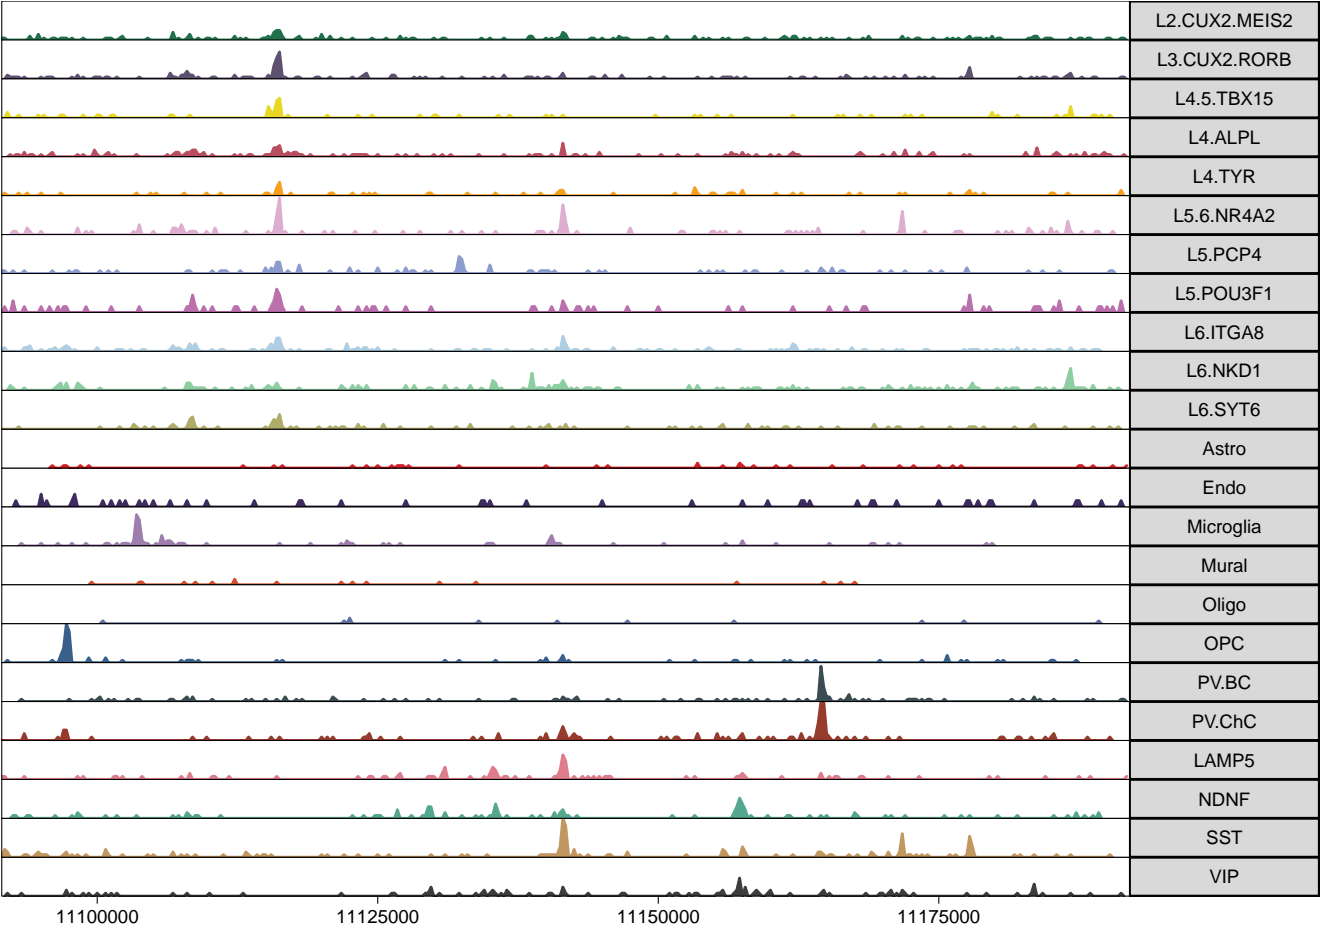 L2.CUX2.MEIS2
L3.CUX2.RORB
L4.5.TBX15
L4.ALPL
L4.TYR
L5.6.NR4A2
L5.PCP4
L5.POU3F1
L6.ITGA8
L6.NKD1
L6.SYT6
Astro
Endo
Microglia
Mural
Oligo
OPC
PV.BC
PV.ChC
LAMP5
NDNF
SST
VIP
11100000 11125000 11150000 11175000